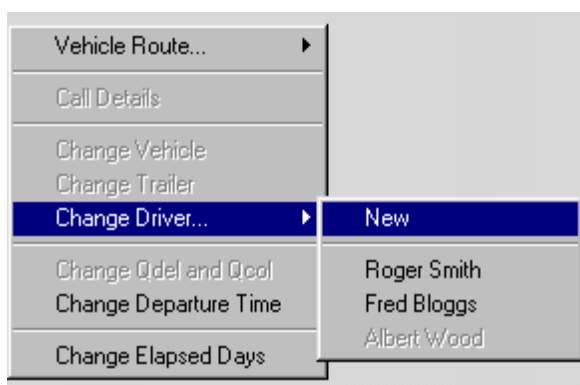 Vehicle Route...
Call Details
Change Vehicle
Change Trailer
Change Driver...
New
Change Qdel and Qcol
Roger Smith
Change Departure Time
Fred Bloggs
Albert Wood
Change Elapsed Days